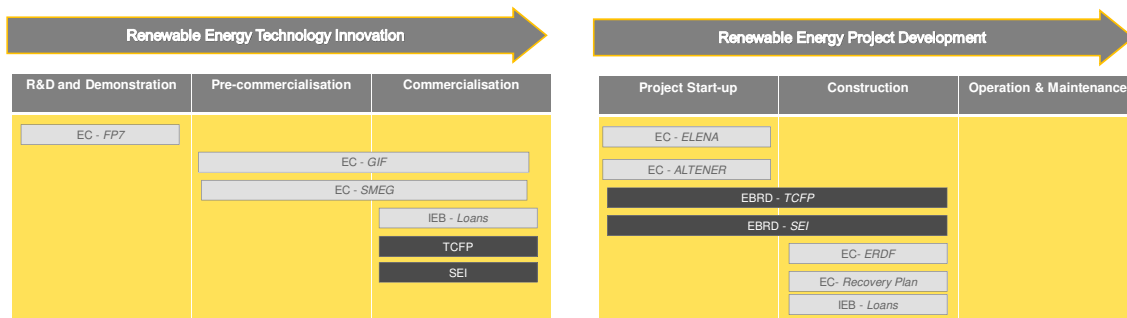 Renewable Energy Technology Innovation
R&D and Demonstration
Pre-commercialisation
Commercialisation
EC - FP7
EC - GIF
EC - SMEG
IEB - Loans
TCFP
SEI
Renewable Energy Project Development
Project Start-up
Construction
Operation & Maintenance
EC - ELENA
EC - ALTENER
EBRD - TCFP
EBRD - SEI
EC- ERDF
EC- Recovery Plan
IEB - Loans